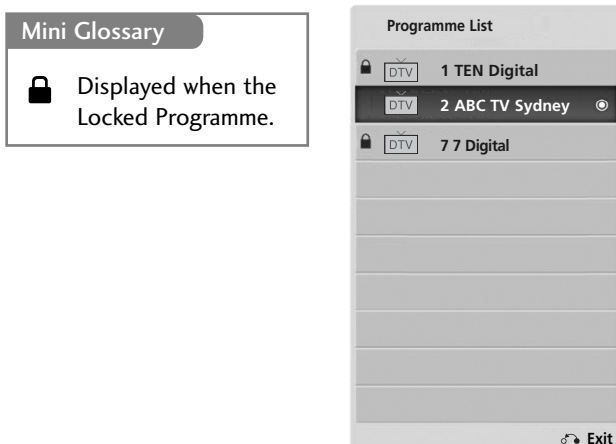 Mini Glossary
Displayed when the
Locked Programme.
Programme List
DTV 1 TEN Digital
DTV 2 ABC TV Sydney
DTV 7 7 Digital
Exit